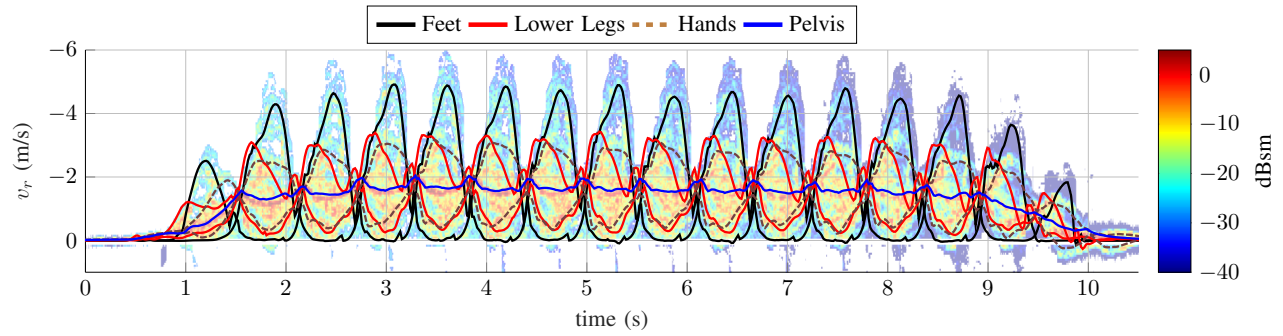 Feet Lower Legs Hands Pelvis
−6
−4
−2
0
v_r (m/s)
0 1 2 3 4 5 6 7 8 9 10
time (s)
0
−10
−20
−30
−40
dBsm